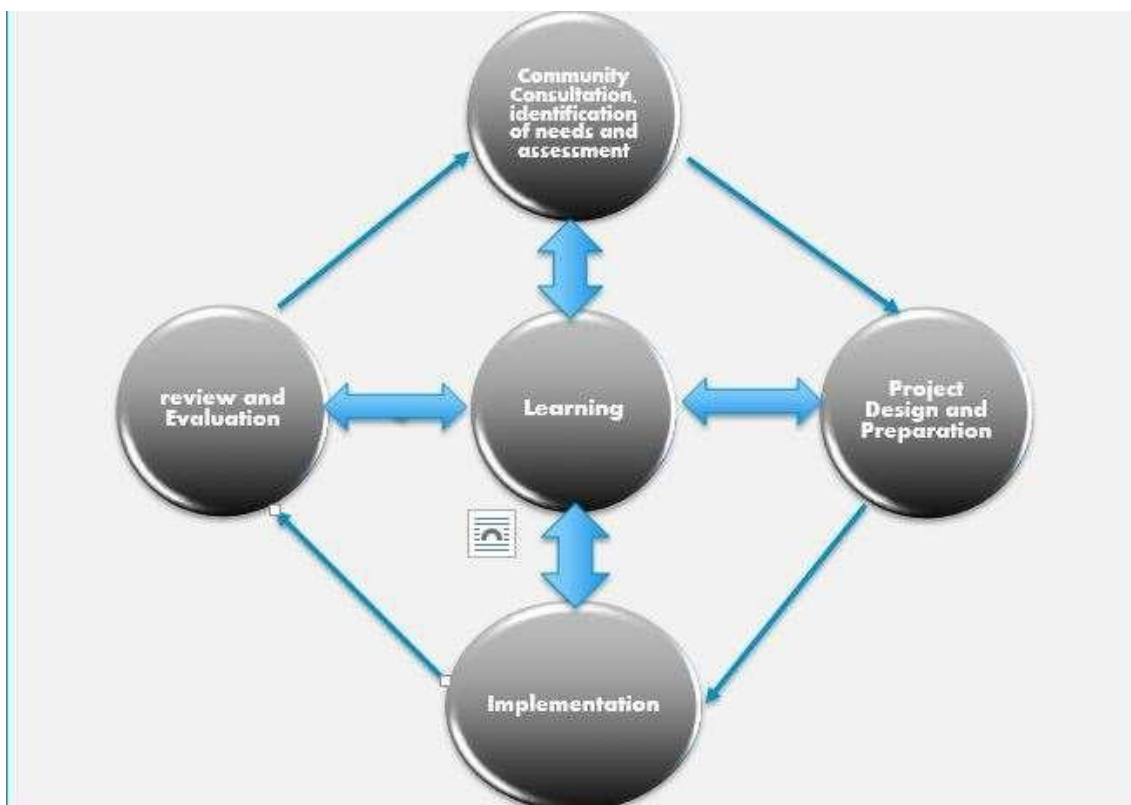 Community
Consultation,
identification
of needs and
assessment
review and
Evaluation
Learning
Project
Design and
Preparation
Implementation